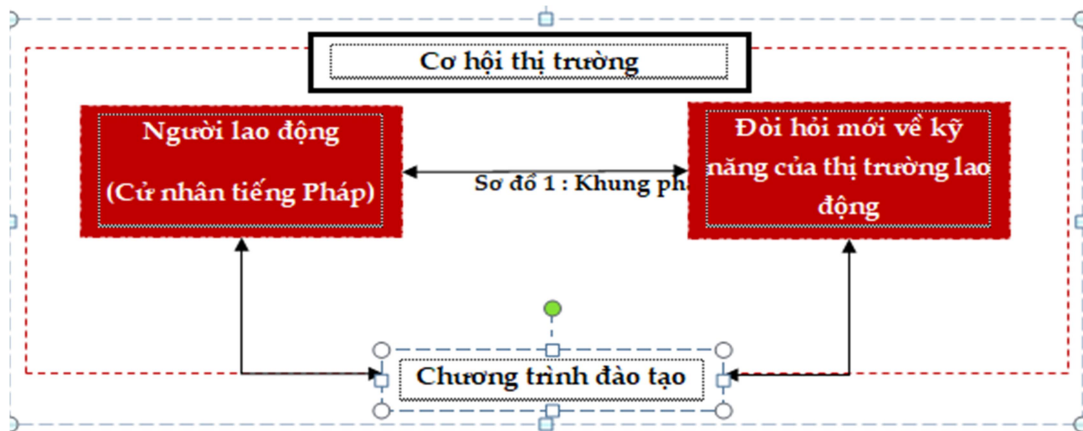 Cơ hội thị trường
Người lao động
(Cử nhân tiếng Pháp)
Đòi hỏi mới về kỹ
năng của thị trường lao
động
Sơ đồ 1 : Khung
Chương trình đào tạo